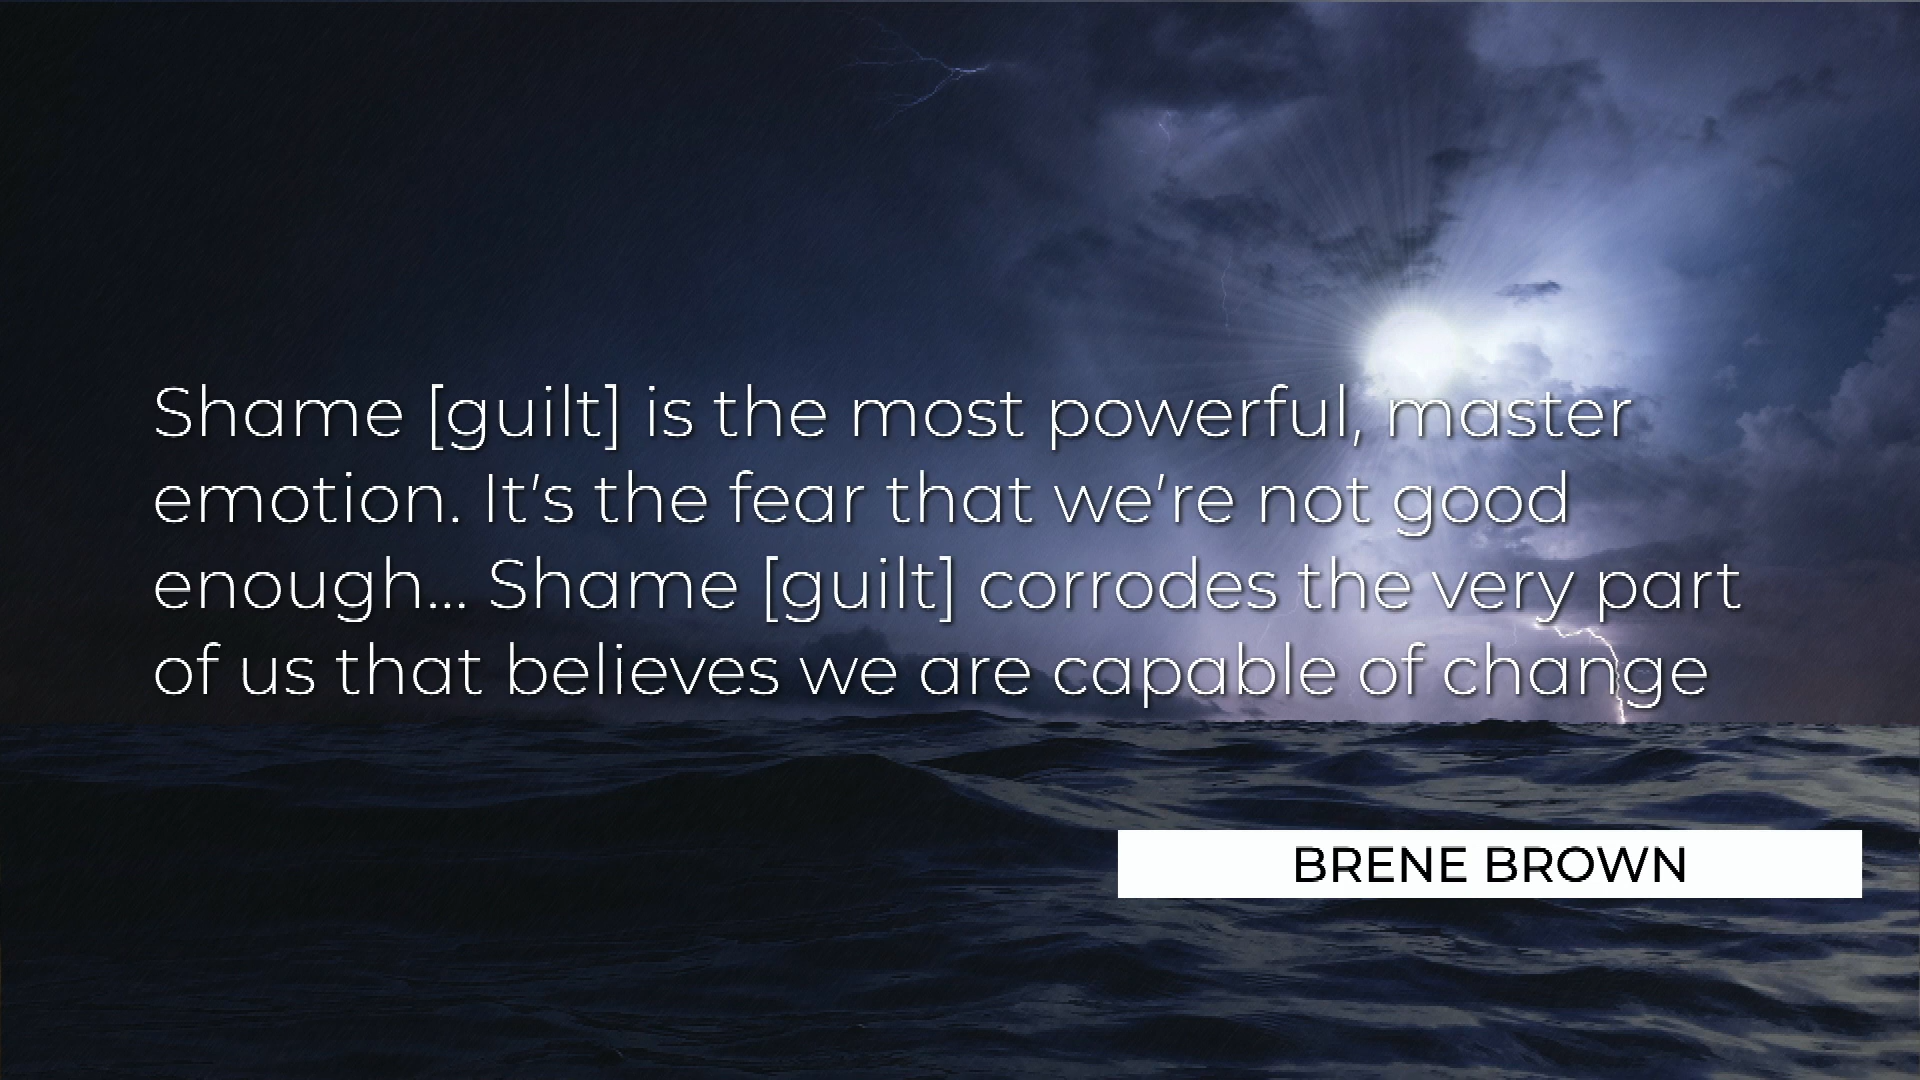 Shame [guilt] is the most powerful, master
emotion. It’s the fear that we’re not good
enough... Shame [guilt] corrodes the very part
of us that believes we are capable of change
BRENE BROWN